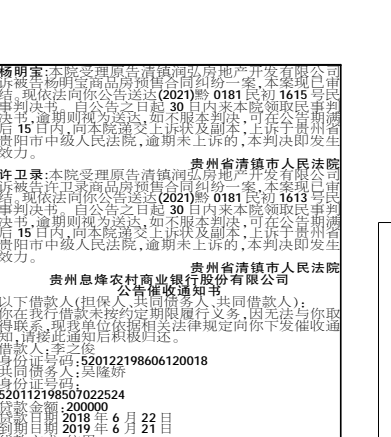 杨明宝:本院受理原告清镇润弘房地产开发有限公司
诉被告杨明宝商品房预售合同纠纷一案,本案现已审
结。现依法向你公告送达(2021)黔 0181 民初 1615 号民
事判决书。自公告之日起 30 日内来本院领取民事判
决书,逾期则视为送达,如不服本判决,可在公告期满
后 15 日内,向本院递交上诉状及副本,上诉于贵州省
贵阳市中级人民法院,逾期未上诉的,本判决即发生
效力。
贵州省清镇市人民法院
许卫录:本院受理原告清镇润弘房地产开发有限公司
诉被告许卫录商品房预售合同纠纷一案,本案现已审
结。现依法向你公告送达(2021)黔 0181 民初 1613 号民
事判决书。自公告之日起 30 日内来本院领取民事判
决书,逾期则视为送达,如不服本判决,可在公告期满
后 15 日内,向本院递交上诉状及副本,上诉于贵州省
贵阳市中级人民法院,逾期未上诉的,本判决即发生
效力。
贵州省清镇市人民法院
贵州息烽农村商业银行股份有限公司
公告催收通知书
以下借款人(担保人、共同债务人、共同借款人):
你在我行借款未按约定期限履行义务,因无法与你取
得联系,现我单位依据相关法律规定向你下发催收通
知,请接此通知后积极归还。
借款人:李之俊
身份证号码:520122198606120018
共同债务人:吴隆娇
身份证号码:
520112198507022524
贷款金额:200000
贷款日期 2018 年 6 月 22 日
到期日期 2019 年 6 月 21 日